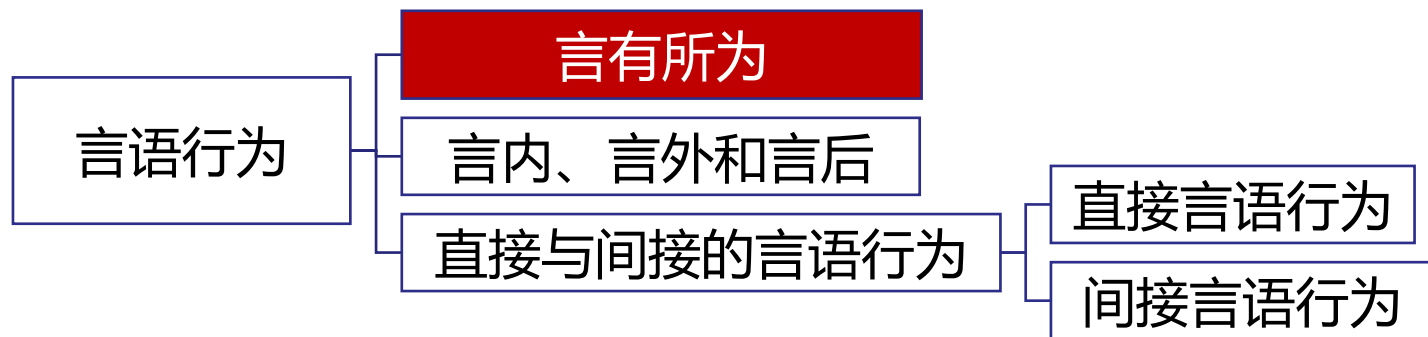 言有所为
言语行为
言内、言外和言后
直接言语行为
直接与间接的言语行为
间接言语行为